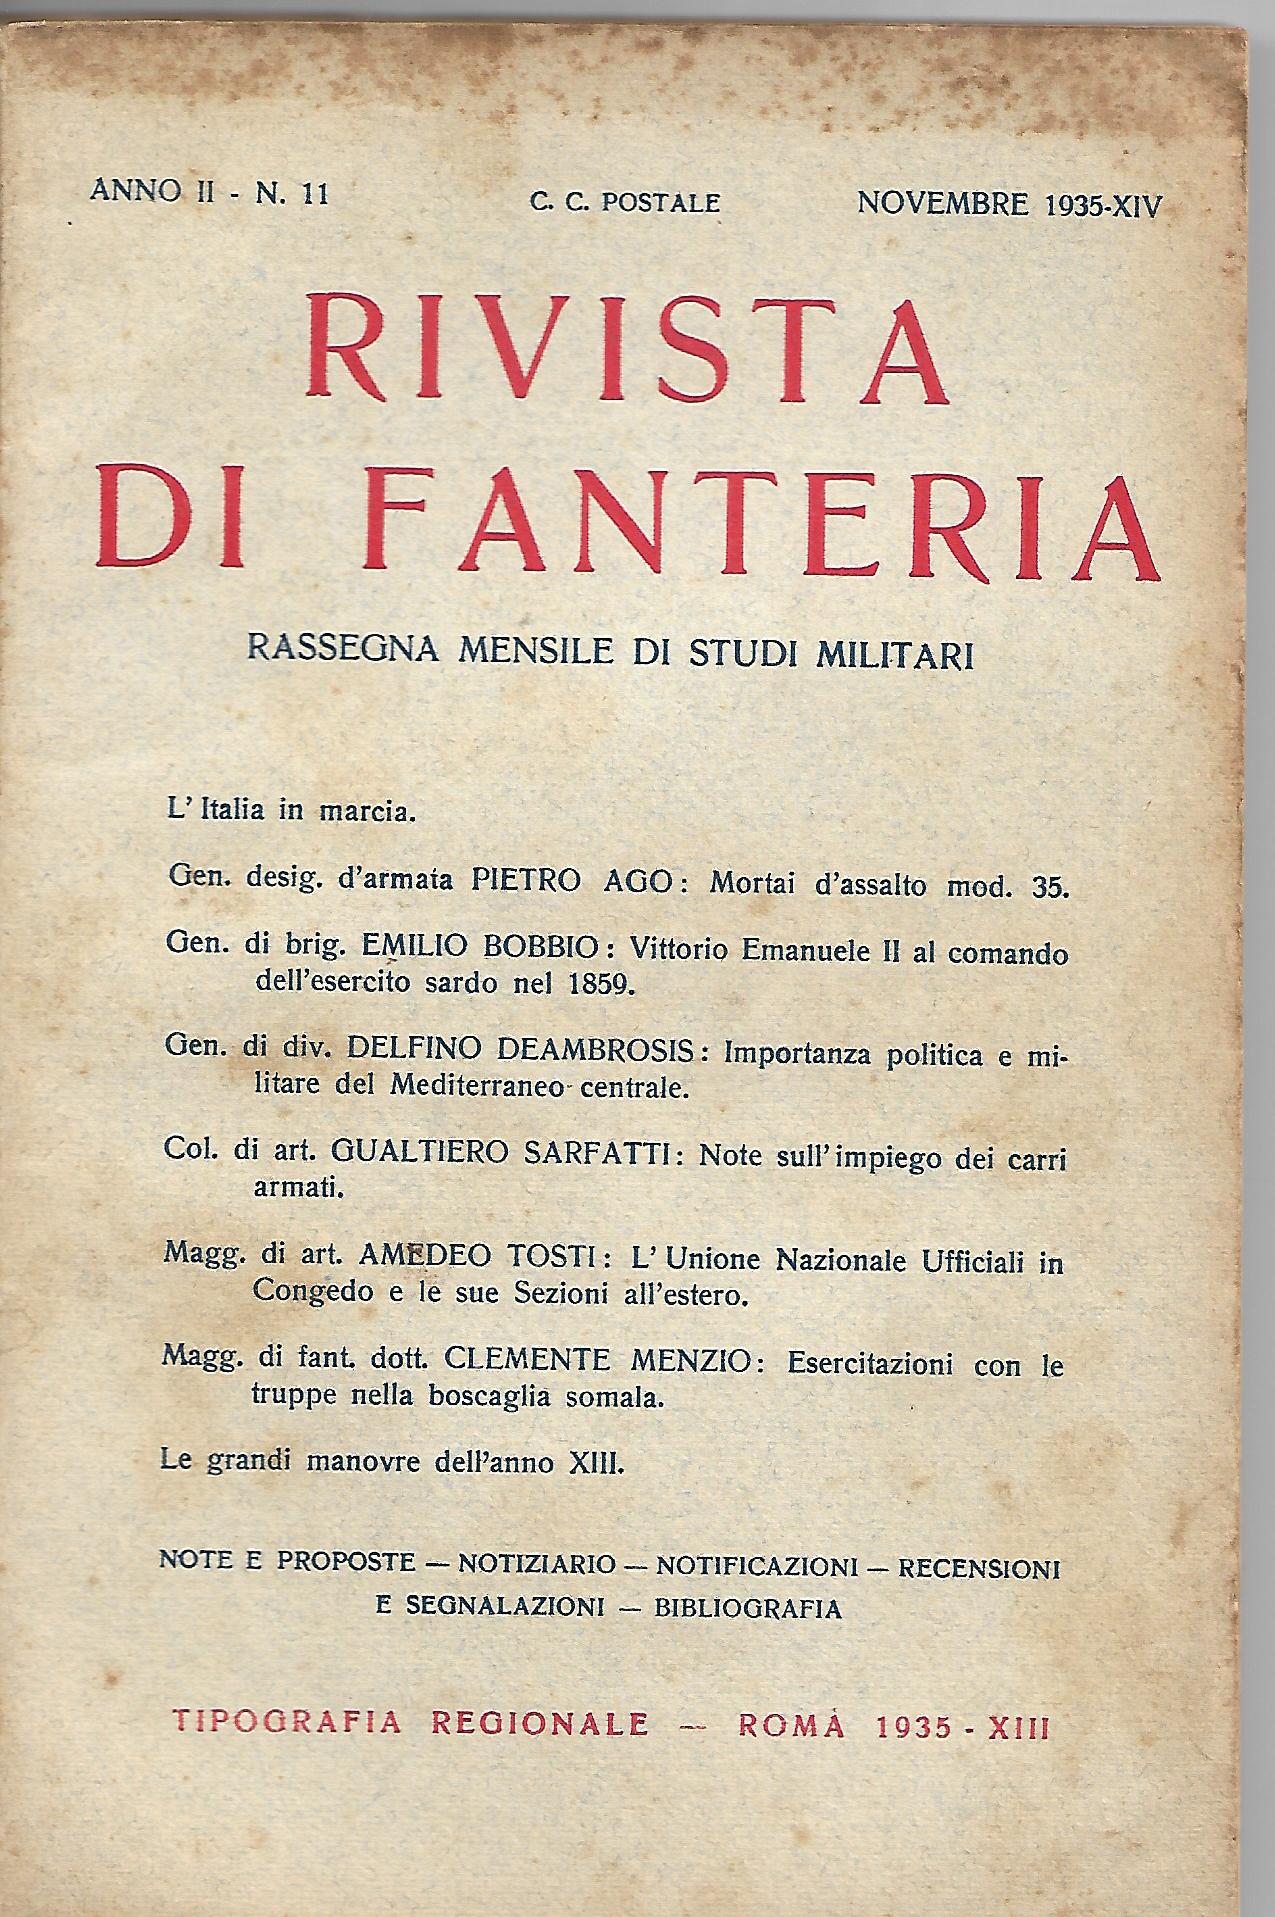 ANNO II - N. 11 C. C. POSTALE NOVEMBRE 1935-XIV
RIVISTA
DI FANTERIA
RASSEGNA MENSILE DI STUDI MILITARI
L' Italia in marcia.
Gen. desig. d'armata PIETRO AGO: Mortai d'assalto mod. 35.
Gen. di brig. EMILIO BOBBIO: Vittorio Emanuele II al comando
dell'esercito sardo nel 1859.
Gen. di div. DELFINO DEAMBROSIS: Importanza politica e mi-
litare del Mediterraneo centrale.
Col. di art. GUALTIERO SARFATTI: Note sull'impiego dei carri
armati.
Magg. di art. AMEDEO TOSTI: L' Unione Nazionale Ufficiali in
Congedo e le sue Sezioni all'estero.
Magg. di fant. dott. CLEMENTE MENZIO: Esercitazioni con le
truppe nella boscaglia somala.
Le grandi manovre dell'anno XIII.
NOTE E PROPOSTE — NOTIZIARIO — NOTIFICAZIONI — RECENSIONI
E SEGNALAZIONI — BIBLIOGRAFIA
TIPOGRAFIA REGIONALE — ROMA 1935 - XIII